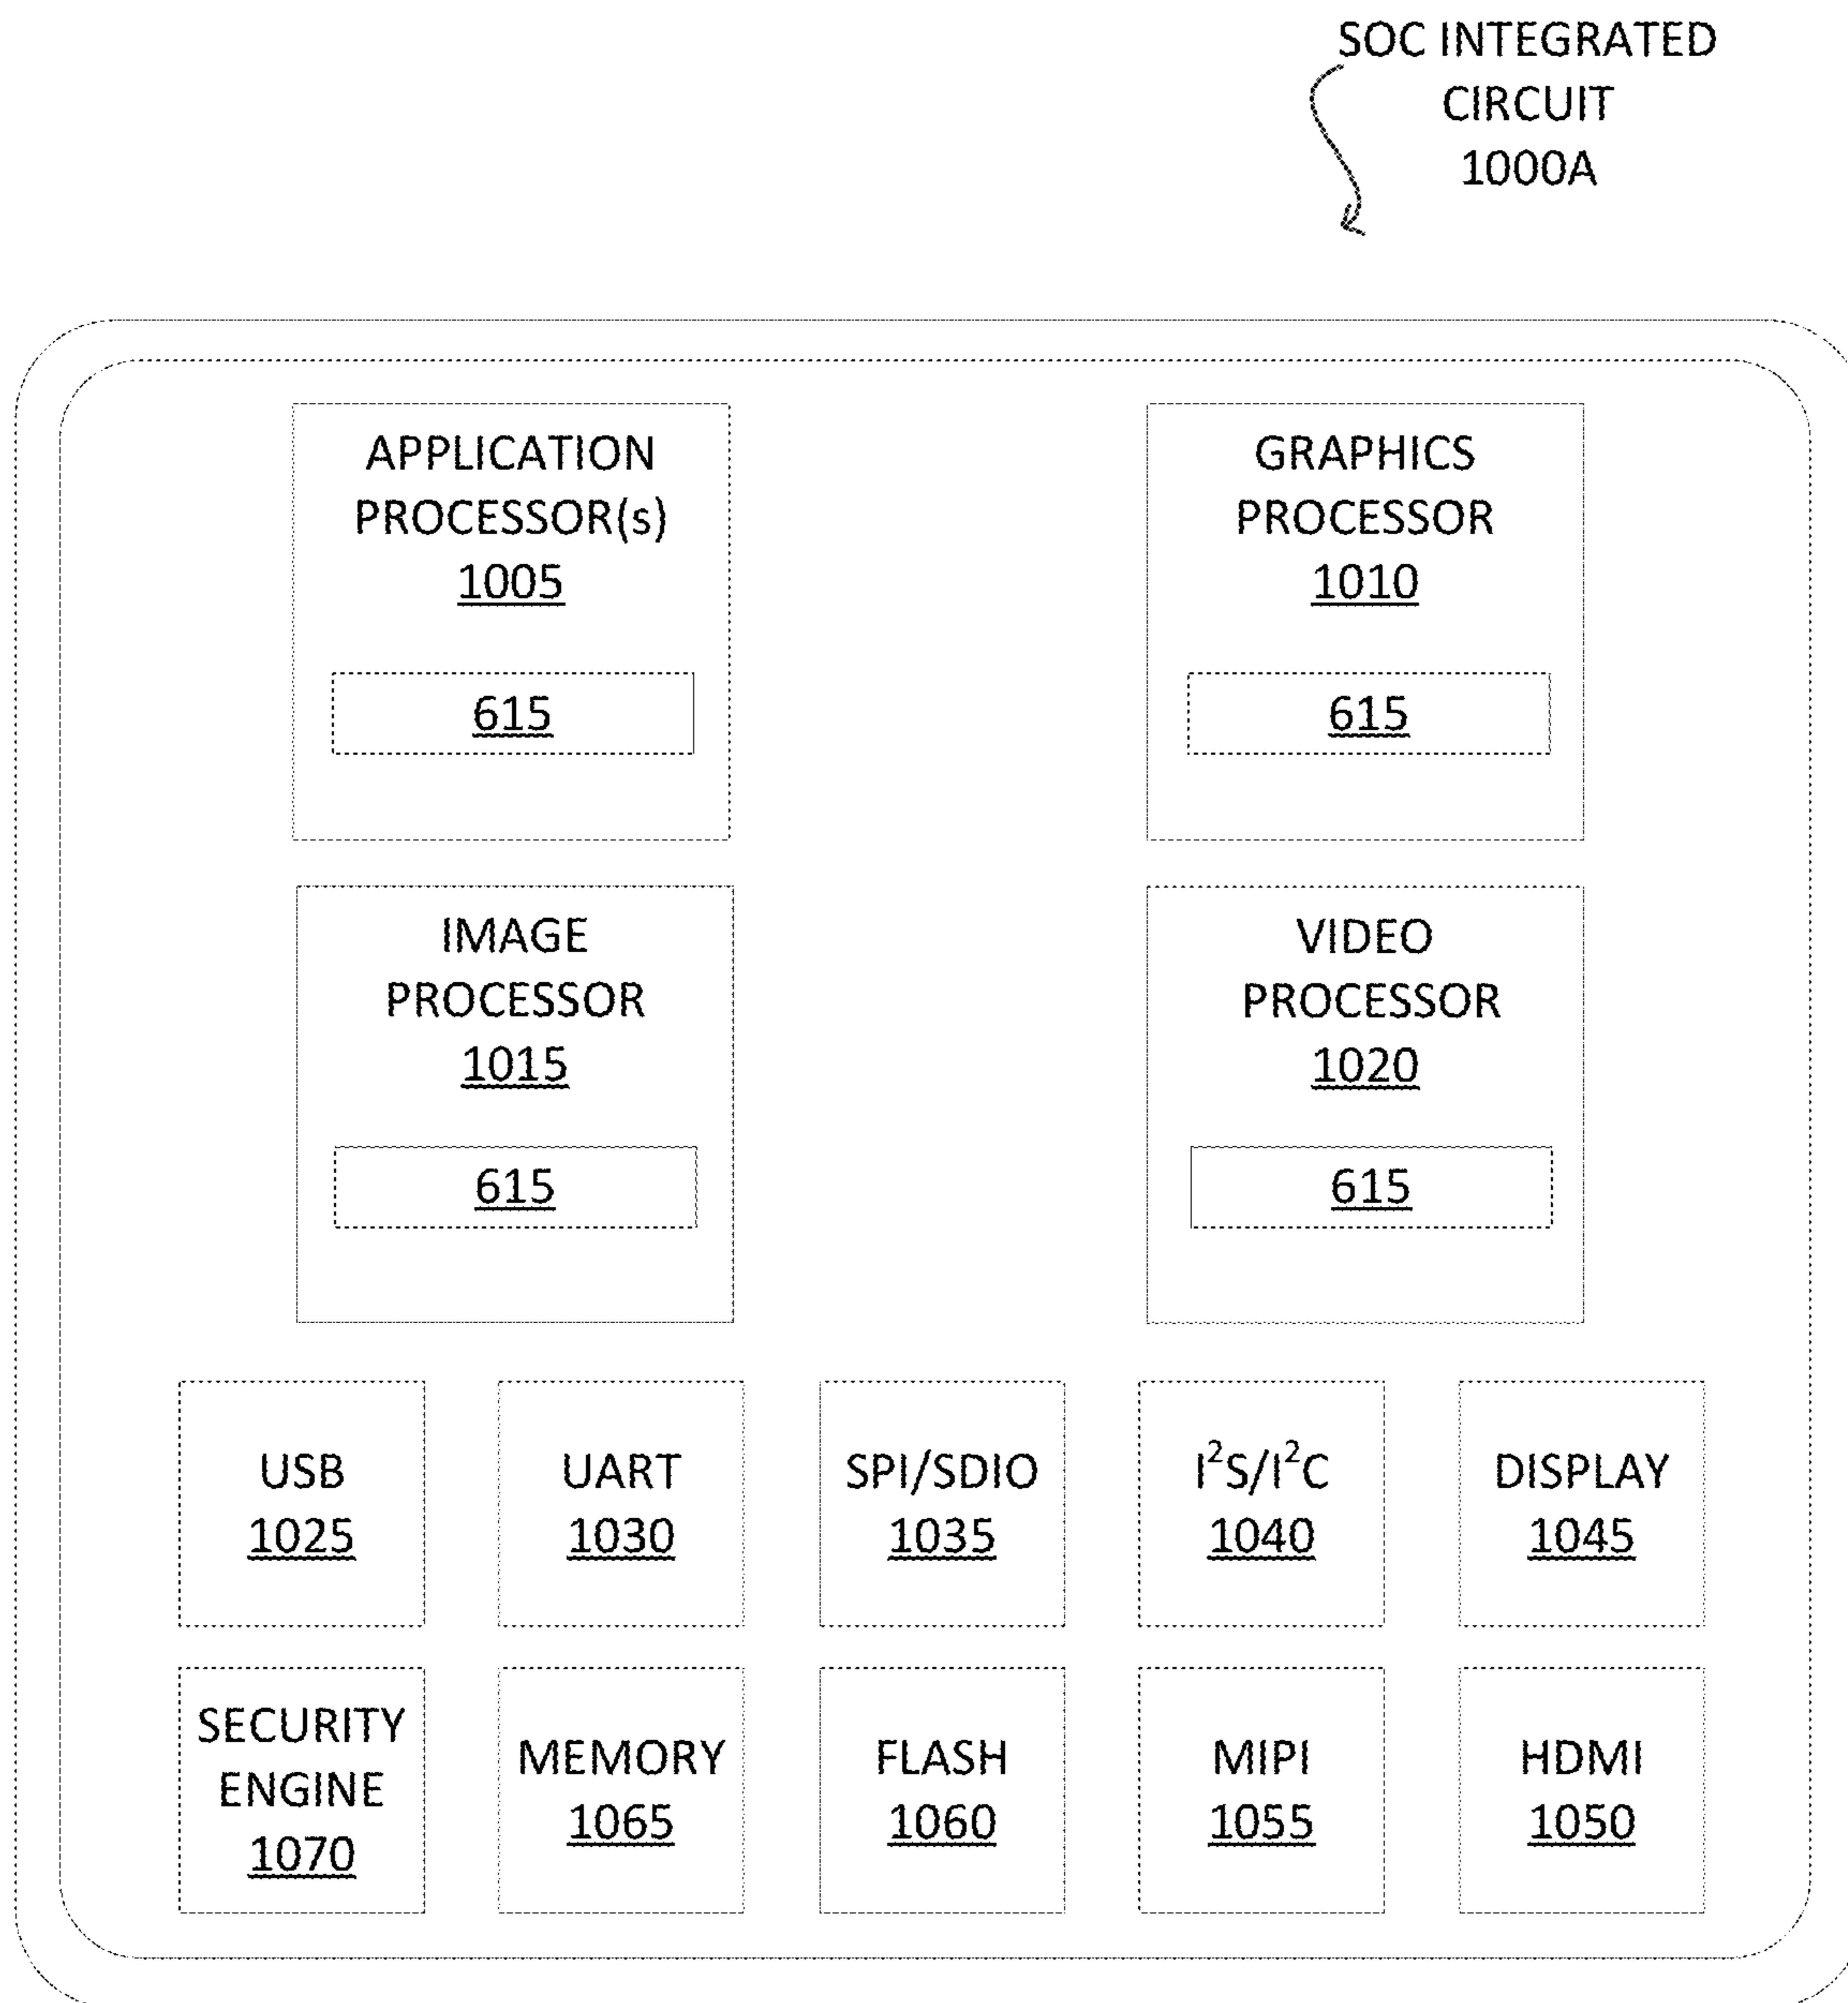 SOC INTEGRATED
CIRCUIT
1000A
APPLICATION
PROCESSOR(s)
1005
615
GRAPHICS
PROCESSOR
1010
615
IMAGE
PROCESSOR
1015
615
VIDEO
PROCESSOR
1020
615
USB
1025
UART
1030
SPI/SDIO
1035
I²S/I²C
1040
DISPLAY
1045
SECURITY
ENGINE
1070
MEMORY
1065
FLASH
1060
MIPI
1055
HDMI
1050